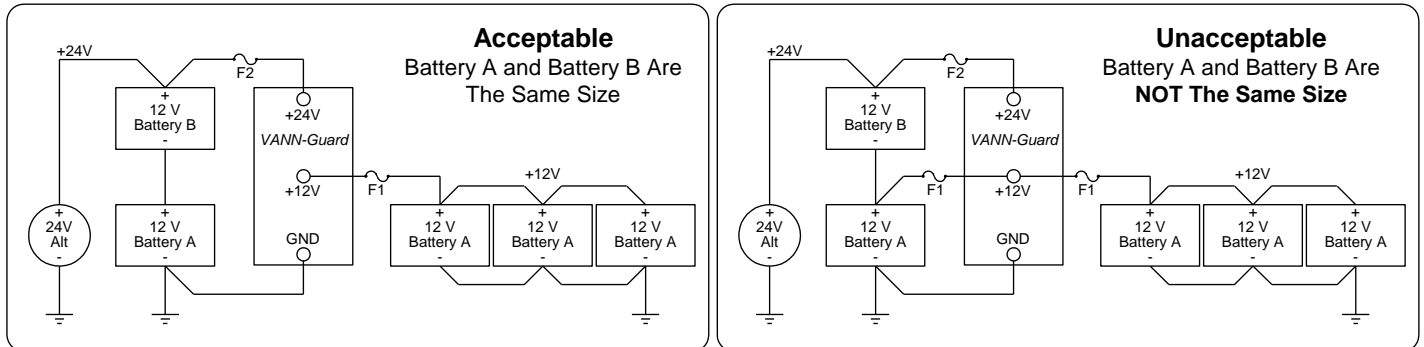 Acceptable
Battery A and Battery B Are
The Same Size
+24V
F2
+
12 V
Battery B
-
+24V
VANN-Guard
+12V
F1
+12V
+
24V
Alt
-
+
12 V
Battery A
-
GND
+
12 V
Battery A
-
+
12 V
Battery A
-
+
12 V
Battery A
-
Unacceptable
Battery A and Battery B Are
NOT The Same Size
+24V
F2
+
12 V
Battery B
-
+24V
VANN-Guard
F1
+12V
F1
+12V
+
24V
Alt
-
+
12 V
Battery A
-
GND
+
12 V
Battery A
-
+
12 V
Battery A
-
+
12 V
Battery A
-